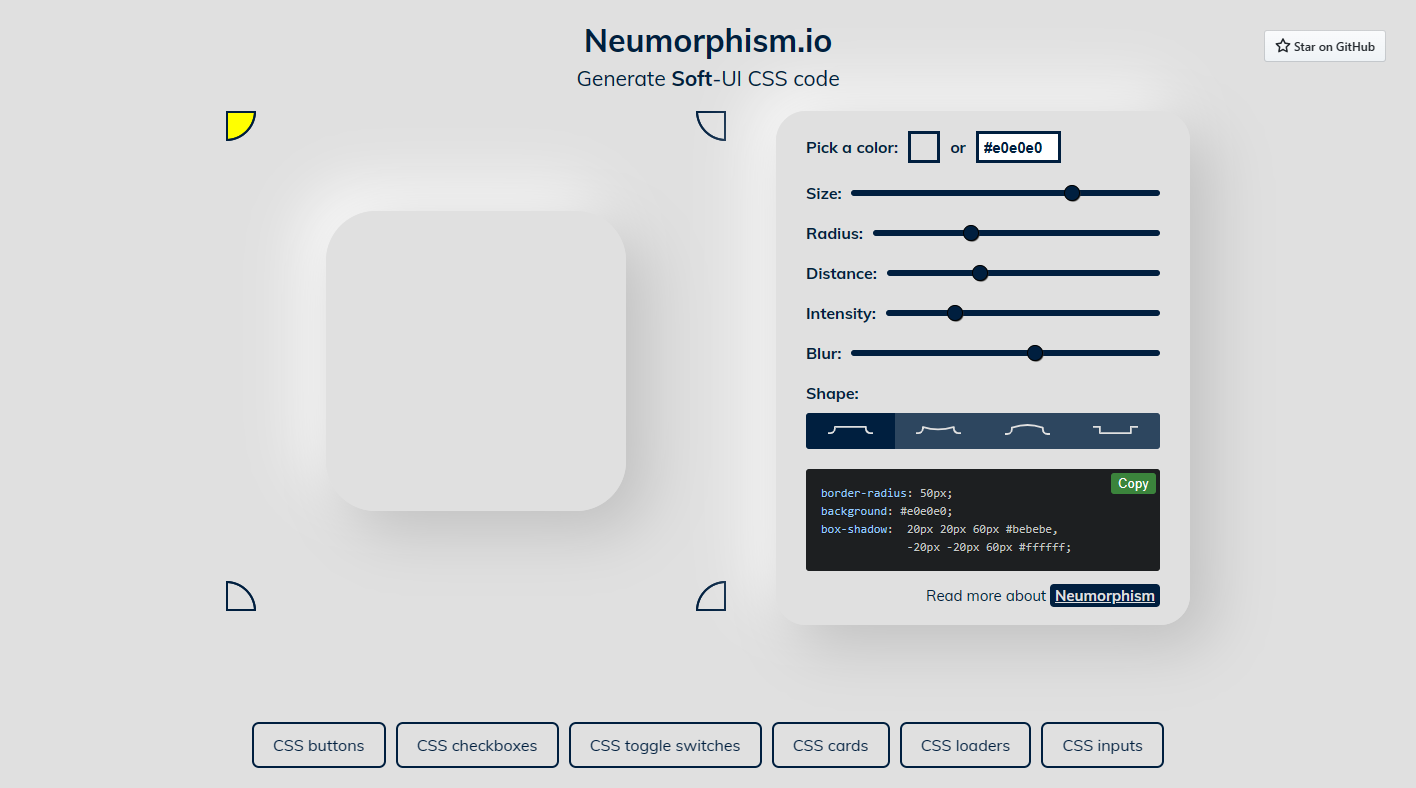 Neumorphism.io
Generate Soft-UI CSS code
Star on GitHub
Pick a color: or #e0e0e0
Size:
Radius:
Distance:
Intensity:
Blur:
Shape:
Copy
border-radius: 50px;
background: #e0e0e0;
box-shadow:  20px 20px 60px #bebebe,
             -20px -20px 60px #ffffff;
Read more about Neumorphism
CSS buttons
CSS checkboxes
CSS toggle switches
CSS cards
CSS loaders
CSS inputs